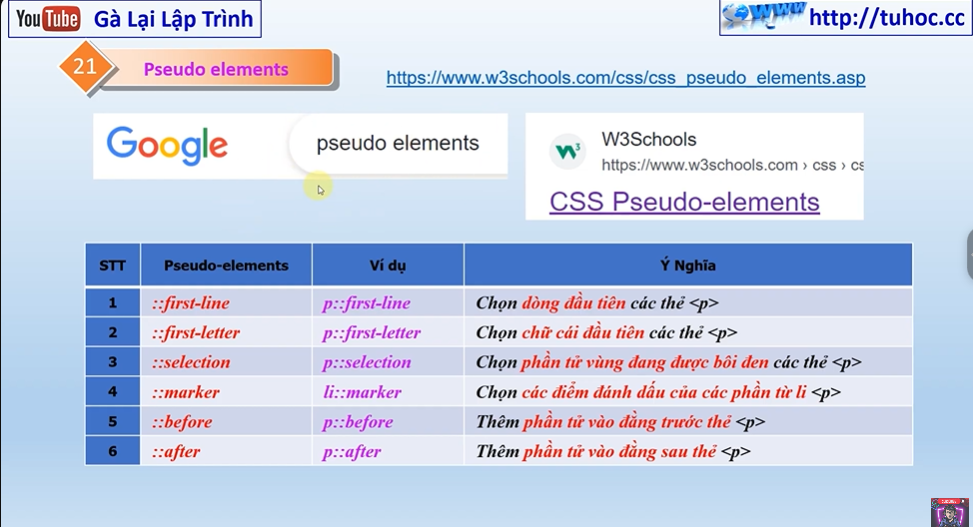 YouTube Gà Lại Lập Trình
http://tuhoc.cc
21 Pseudo elements
https://www.w3schools.com/css/css_pseudo_elements.asp
Google pseudo elements
W3Schools
https://www.w3schools.com › css › cs
CSS Pseudo-elements
STT Pseudo-elements Ví dụ Ý Nghĩa
1 ::first-line p::first-line Chọn dòng đầu tiên các thẻ <p>
2 ::first-letter p::first-letter Chọn chữ cái đầu tiên các thẻ <p>
3 ::selection p::selection Chọn phần tử vùng đang được bôi đen các thẻ <p>
4 ::marker li::marker Chọn các điểm đánh dấu của các phần từ li <p>
5 ::before p::before Thêm phần tử vào đằng trước thẻ <p>
6 ::after p::after Thêm phần tử vào đằng sau thẻ <p>